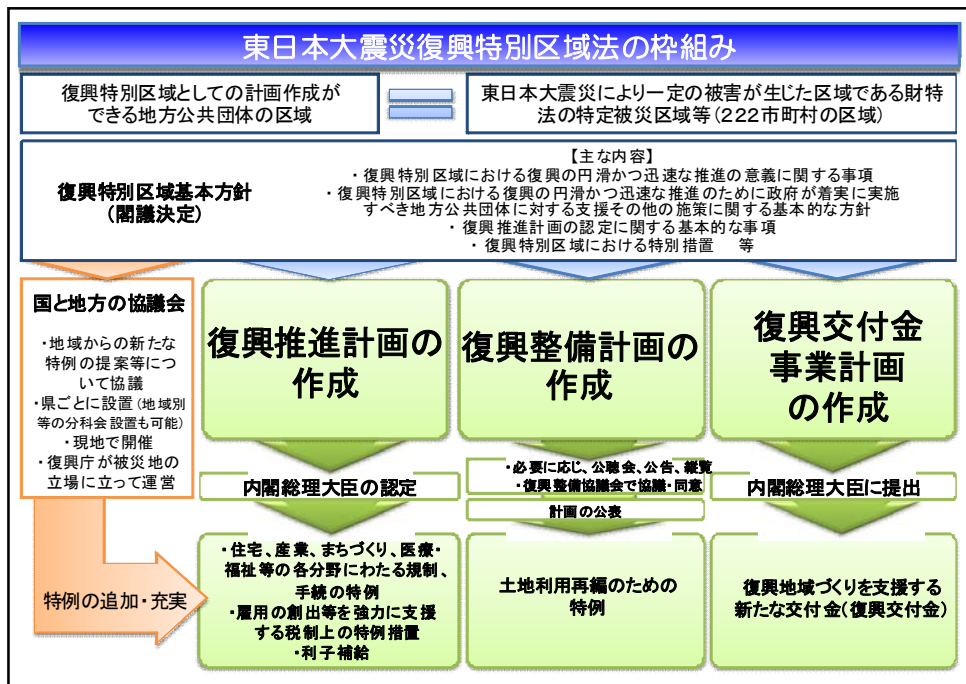 東日本大震災復興特別区域法の枠組み
復興特別区域としての計画作成が
できる地方公共団体の区域
東日本大震災により一定の被害が生じた区域である財特
法の特定被災区域等(222市町村の区域)
復興特別区域基本方針
(閣議決定)
【主な内容】
・復興特別区域における復興の円滑かつ迅速な推進の意義に関する事項
・復興特別区域における復興の円滑かつ迅速な推進のために政府が着実に実施
すべき地方公共団体に対する支援その他の施策に関する基本的な方針
・復興推進計画の認定に関する基本的な事項
・復興特別区域における特別措置 等
国と地方の協議会
・地域からの新たな
特例の提案等につ
いて協議
・県ごとに設置(地域別
等の分科会設置も可能)
・現地で開催
・復興庁が被災地の
立場に立って運営
特例の追加・充実
復興推進計画の
作成
内閣総理大臣の認定
・住宅、産業、まちづくり、医療・
福祉等の各分野にわたる規制、
手続の特例
・雇用の創出等を強力に支援
する税制上の特例措置
・利子補給
復興整備計画の
作成
・必要に応じ、公聴会、公告、縦覧
・復興整備協議会で協議・同意
計画の公表
土地利用再編のための
特例
復興交付金
事業計画
の作成
内閣総理大臣に提出
復興地域づくりを支援する
新たな交付金(復興交付金)